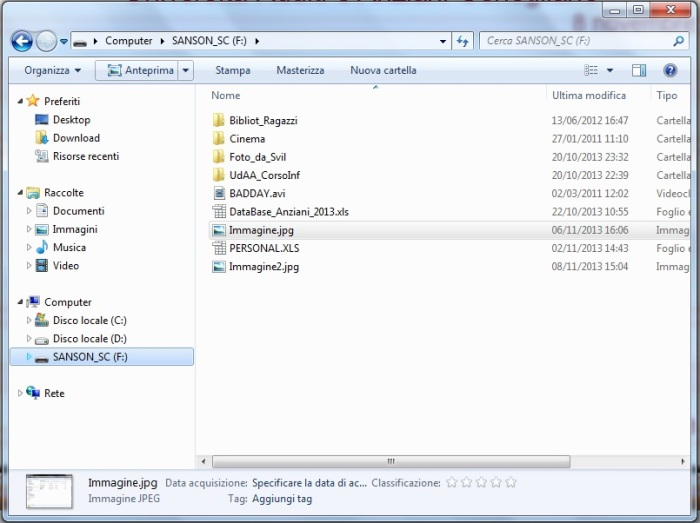 8 novem
Computer SANSON_SC (F:) Cerca SANSON_SC (F:)
Organizza Anteprima Stampa Masterizza Nuova cartella
Nome Ultima modifica Tipo
Preferiti
Desktop
Download
Risorse recenti
Raccolte
Documenti
Immagini
Musica
Video
Computer
Disco locale (C:)
Disco locale (D:)
SANSON_SC (F:)
Rete
Bibliot_Ragazzi 13/06/2012 16:47 Cartella
Cinema 27/01/2011 11:10 Cartella
Foto_da_Svil 20/10/2013 23:32 Cartella
UdAA_CorsoInf 20/10/2013 22:39 Cartella
BADDAY.avi 02/03/2011 12:02 Videocl
DataBase_Anziani_2013.xls 22/10/2013 10:55 Foglio e
Immagine.jpg 06/11/2013 16:06 Immag
PERSONAL.XLS 02/11/2013 14:43 Foglio e
Immagine2.jpg 08/11/2013 15:04 Immag
Immagine.jpg Data acquisizione: Specificare la data di ac... Classificazione:
Immagine JPEG Tag: Aggiungi tag